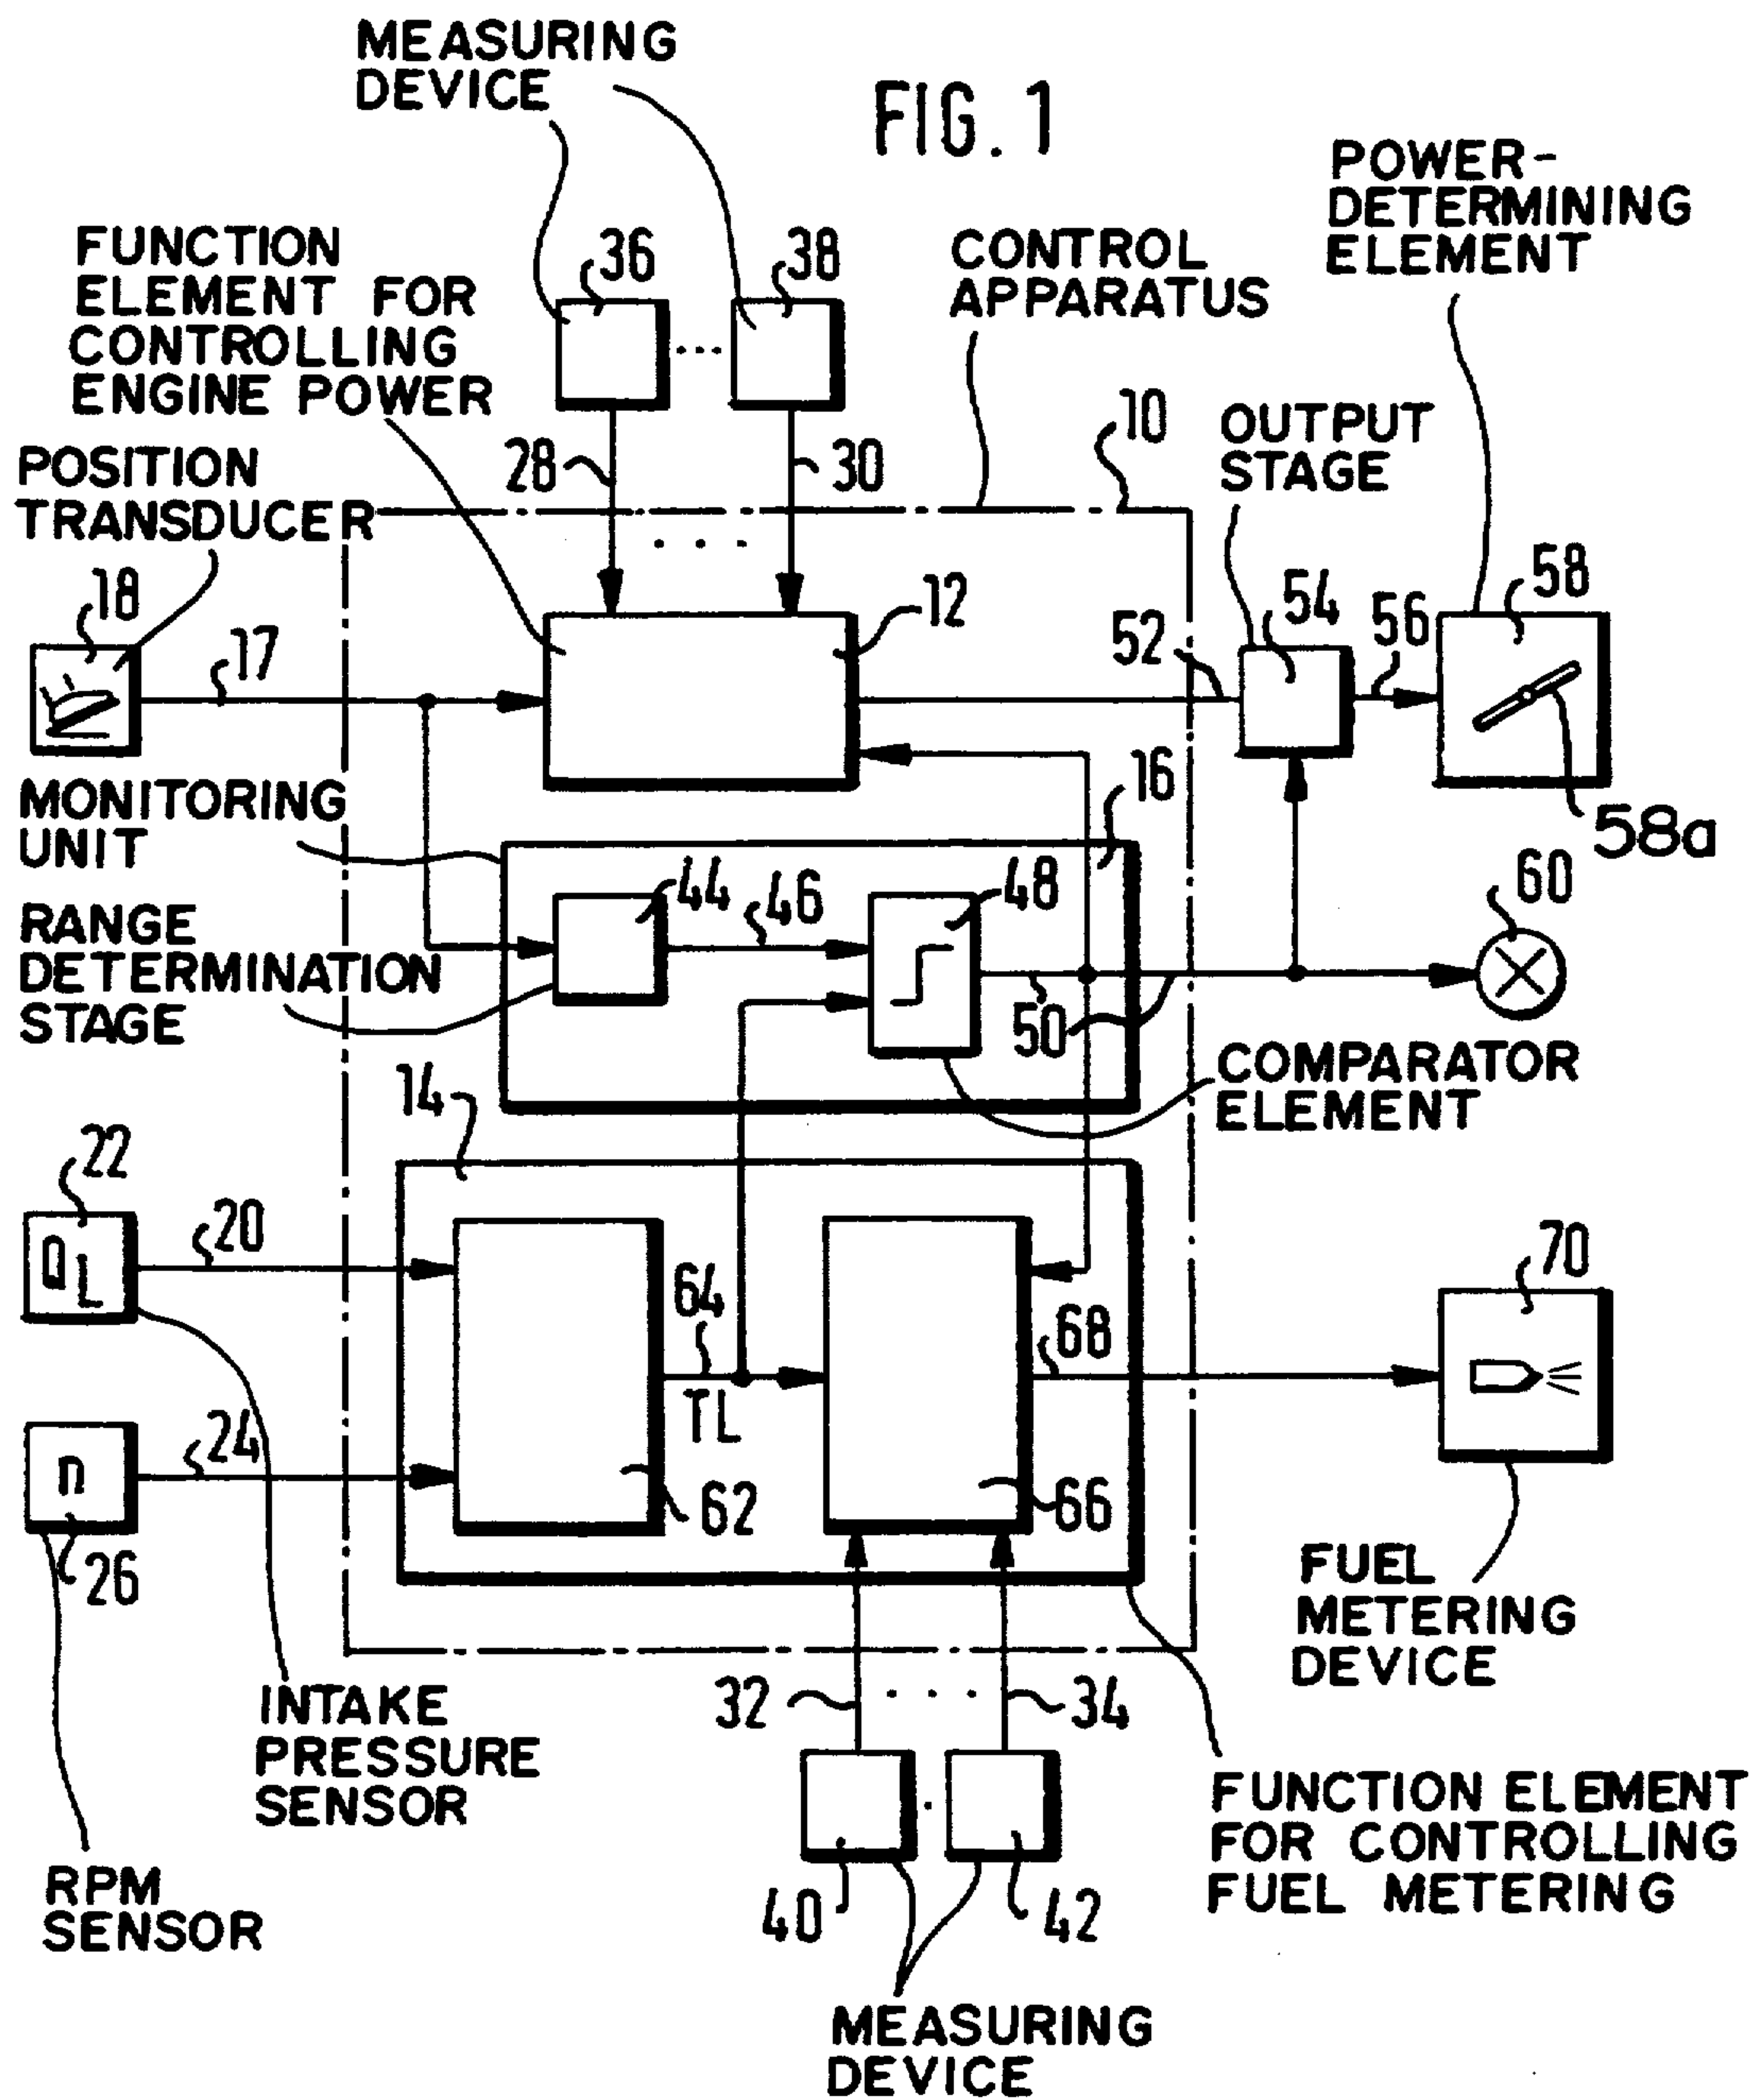 MEASURING
DEVICE
FIG. 1
POWER-
DETERMINING
ELEMENT
FUNCTION
ELEMENT FOR
CONTROLLING
ENGINE POWER
36
38
CONTROL
APPARATUS
10
OUTPUT
STAGE
POSITION
TRANSDUCER
28
30
18
17
12
52
54
56
58
58a
MONITORING
UNIT
16
RANGE
DETERMINATION
STAGE
44
46
48
50
60
COMPARATOR
ELEMENT
14
22
QL
20
64
TL
68
70
n
24
26
62
66
FUEL
METERING
DEVICE
INTAKE
PRESSURE
SENSOR
32
34
RPM
SENSOR
40
42
FUNCTION ELEMENT
FOR CONTROLLING
FUEL METERING
MEASURING
DEVICE